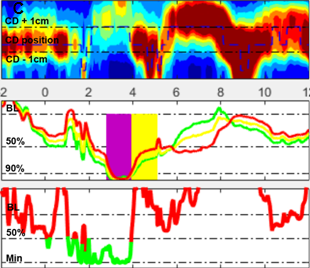 C
CD + 1cm
CD position
CD - 1cm
2 0 2 4 6 8 10 12
BL
50%
90%
BL
50%
Min